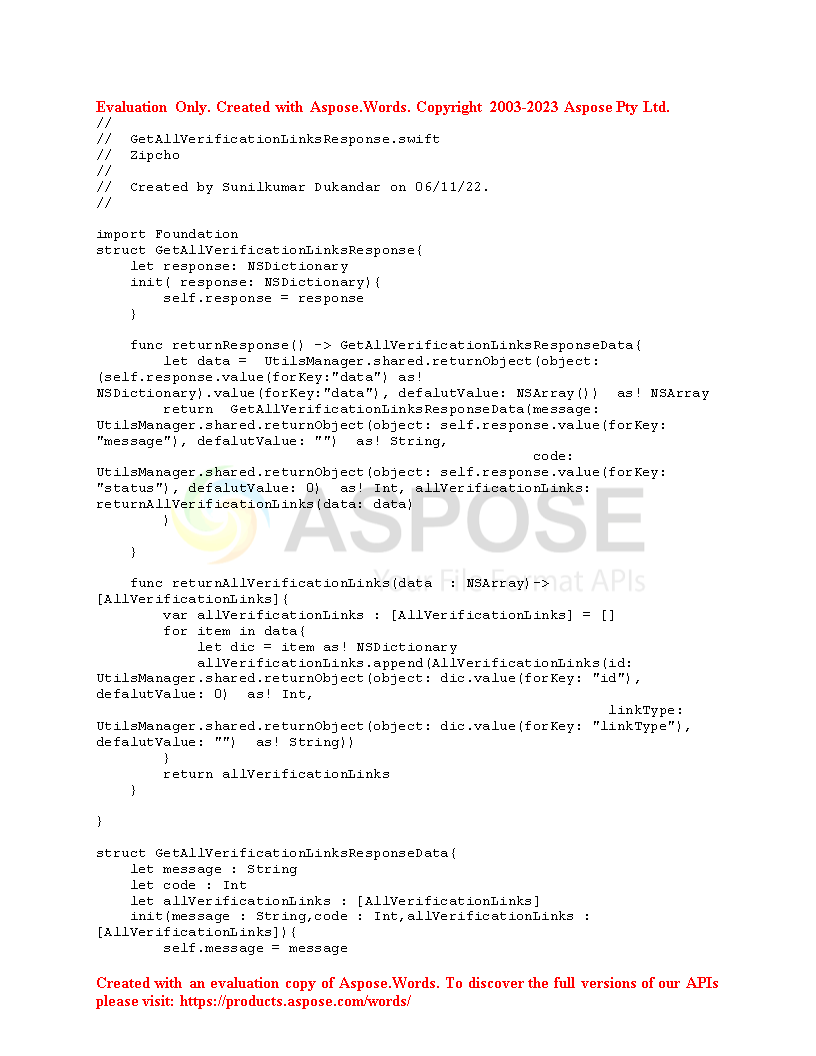 Evaluation Only. Created with Aspose.Words. Copyright 2003-2023 Aspose Pty Ltd.
//
//  GetAllVerificationLinksResponse.swift
//  Zipcho
//
//  Created by Sunilkumar Dukandar on 06/11/22.
//
import Foundation
struct GetAllVerificationLinksResponse{
    let response: NSDictionary
    init( response: NSDictionary){
        self.response = response
    }
    func returnResponse() -> GetAllVerificationLinksResponseData{
        let data =  UtilsManager.shared.returnObject(object:
(self.response.value(forKey:"data") as!
NSDictionary).value(forKey:"data"), defalutValue: NSArray())  as! NSArray
        return  GetAllVerificationLinksResponseData(message:
UtilsManager.shared.returnObject(object: self.response.value(forKey:
"message"), defalutValue: "")  as! String,
                                                    code:
UtilsManager.shared.returnObject(object: self.response.value(forKey:
"status"), defalutValue: 0)  as! Int, allVerificationLinks:
returnAllVerificationLinks(data: data)
        )
ASPOSE
    }
Your File Format APIs
    func returnAllVerificationLinks(data  : NSArray)->
[AllVerificationLinks]{
        var allVerificationLinks : [AllVerificationLinks] = []
        for item in data{
            let dic = item as! NSDictionary
            allVerificationLinks.append(AllVerificationLinks(id:
UtilsManager.shared.returnObject(object: dic.value(forKey: "id"),
defalutValue: 0)  as! Int,
                                                             linkType:
UtilsManager.shared.returnObject(object: dic.value(forKey: "linkType"),
defalutValue: "")  as! String))
        }
        return allVerificationLinks
    }
}
struct GetAllVerificationLinksResponseData{
    let message : String
    let code : Int
    let allVerificationLinks : [AllVerificationLinks]
    init(message : String,code : Int,allVerificationLinks :
[AllVerificationLinks]){
        self.message = message
Created with an evaluation copy of Aspose.Words. To discover the full versions of our APIs
please visit: https://products.aspose.com/words/